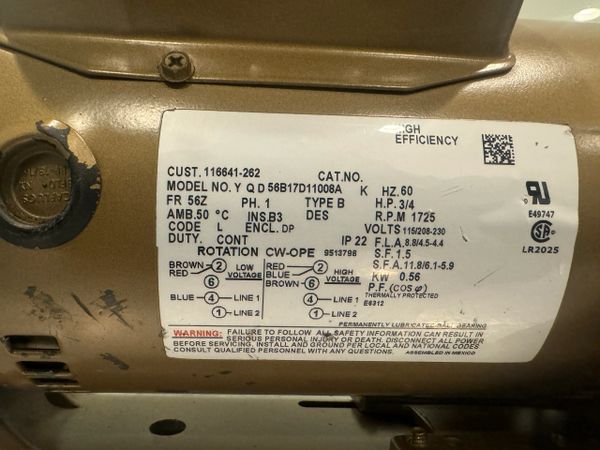 HIGH
EFFICIENCY
CUST. 116641-262 CAT.NO.
MODEL NO. Y Q D 56B17D11008A K HZ. 60
FR 56Z PH. 1 TYPE B H.P. 3/4
AMB. 50 °C INS. B3 DES R.P.M 1725
CODE L ENCL. DP VOLTS 115/208-230
DUTY. CONT IP 22 F.L.A. 8.8/4.5-4.4
ROTATION CW-OPE 9513798 S.F. 1.5
S.F.A. 11.8/6.1-5.9
KW 0.56
P.F. (COS φ)
THERMALLY PROTECTED
E6312
BROWN 2 LOW VOLTAGE RED 2 HIGH VOLTAGE
RED BLUE
6 BROWN 6
BLUE 4 LINE 1 4 LINE 1
1 LINE 2 1 LINE 2
PERMANENTLY LUBRICATED BALL BEARING
WARNING: FAILURE TO FOLLOW ALL SAFETY INFORMATION CAN RESULT IN
SERIOUS PERSONAL INJURY OR DEATH. DISCONNECT ALL POWER
BEFORE SERVICING. INSTALL AND GROUND PER LOCAL AND NATIONAL CODES
CONSULT QUALIFIED PERSONNEL WITH ANY QUESTIONS. ASSEMBLED IN MEXICO
E49747
LR2025